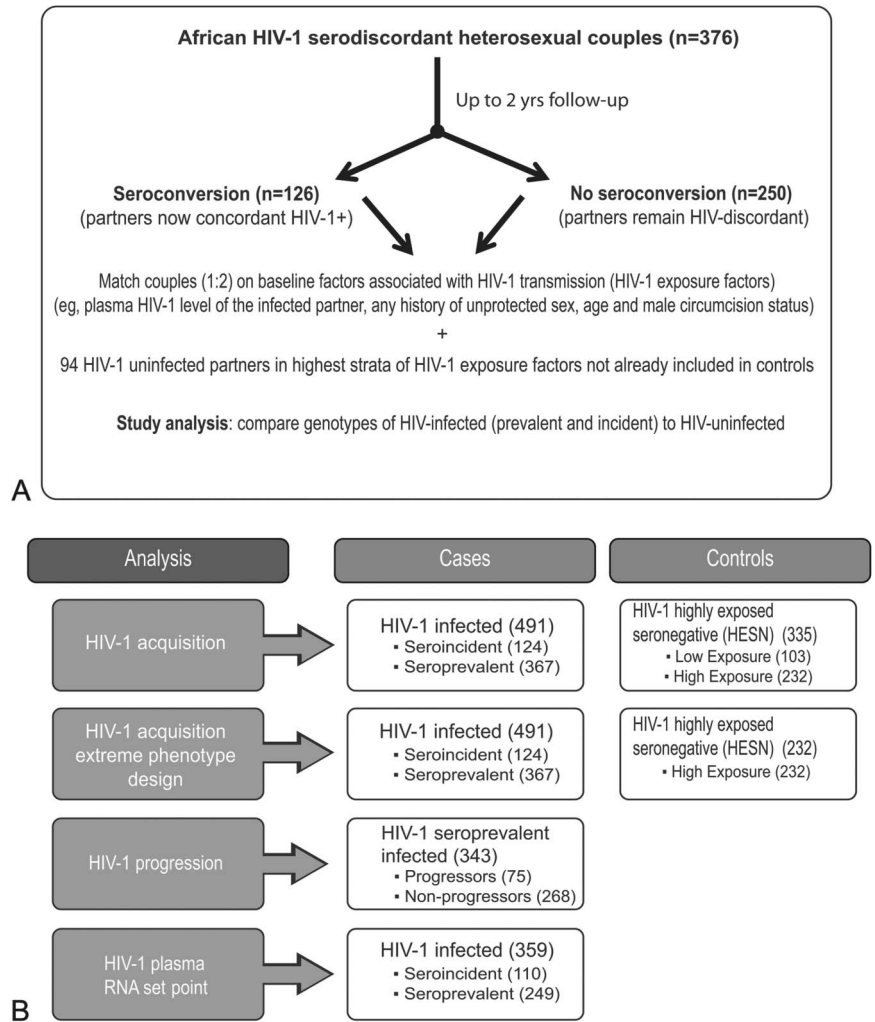 African HIV-1 serodiscordant heterosexual couples (n=376)
Up to 2 yrs follow-up
Seroconversion (n=126)
(partners now concordant HIV-1+)
No seroconversion (n=250)
(partners remain HIV-discordant)
Match couples (1:2) on baseline factors associated with HIV-1 transmission (HIV-1 exposure factors)
(eg, plasma HIV-1 level of the infected partner, any history of unprotected sex, age and male circumcision status)
+
94 HIV-1 uninfected partners in highest strata of HIV-1 exposure factors not already included in controls
Study analysis: compare genotypes of HIV-infected (prevalent and incident) to HIV-uninfected
A
Analysis
Cases
Controls
HIV-1 acquisition
HIV-1 infected (491)
▪ Seroincident (124)
▪ Seroprevalent (367)
HIV-1 highly exposed
seronegative (HESN) (335)
▪ Low Exposure (103)
▪ High Exposure (232)
HIV-1 acquisition
extreme phenotype
design
HIV-1 infected (491)
▪ Seroincident (124)
▪ Seroprevalent (367)
HIV-1 highly exposed
seronegative (HESN) (232)
▪ High Exposure (232)
HIV-1 progression
HIV-1 seroprevalent
infected (343)
▪ Progressors (75)
▪ Non-progressors (268)
HIV-1 plasma
RNA set point
HIV-1 infected (359)
▪ Seroincident (110)
▪ Seroprevalent (249)
B